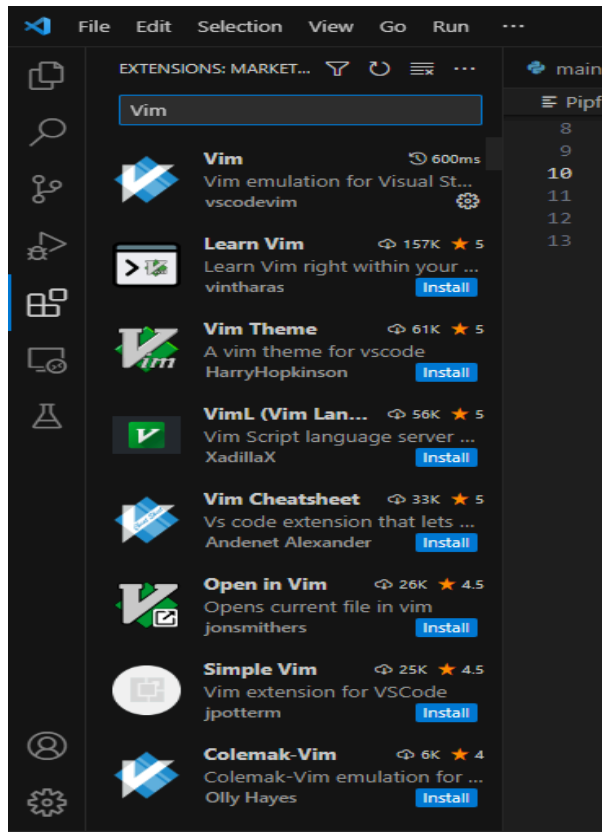 File Edit Selection View Go Run ···
EXTENSIONS: MARKET... ···
Vim
Vim 600ms
Vim emulation for Visual St...
vscodevim
Learn Vim 157K ★ 5
Learn Vim right within your ...
vintharas Install
Vim Theme 61K ★ 5
A vim theme for vscode
HarryHopkinson Install
VimL (Vim Lan... 56K ★ 5
Vim Script language server ...
XadillaX Install
Vim Cheatsheet 33K ★ 5
Vs code extension that lets ...
Andenet Alexander Install
Open in Vim 26K ★ 4.5
Opens current file in vim
jonsmithers Install
Simple Vim 25K ★ 4.5
Vim extension for VSCode
jpotterm Install
Colemak-Vim 6K ★ 4
Colemak-Vim emulation for ...
Olly Hayes Install
main
Pipf
8
9
10
11
12
13